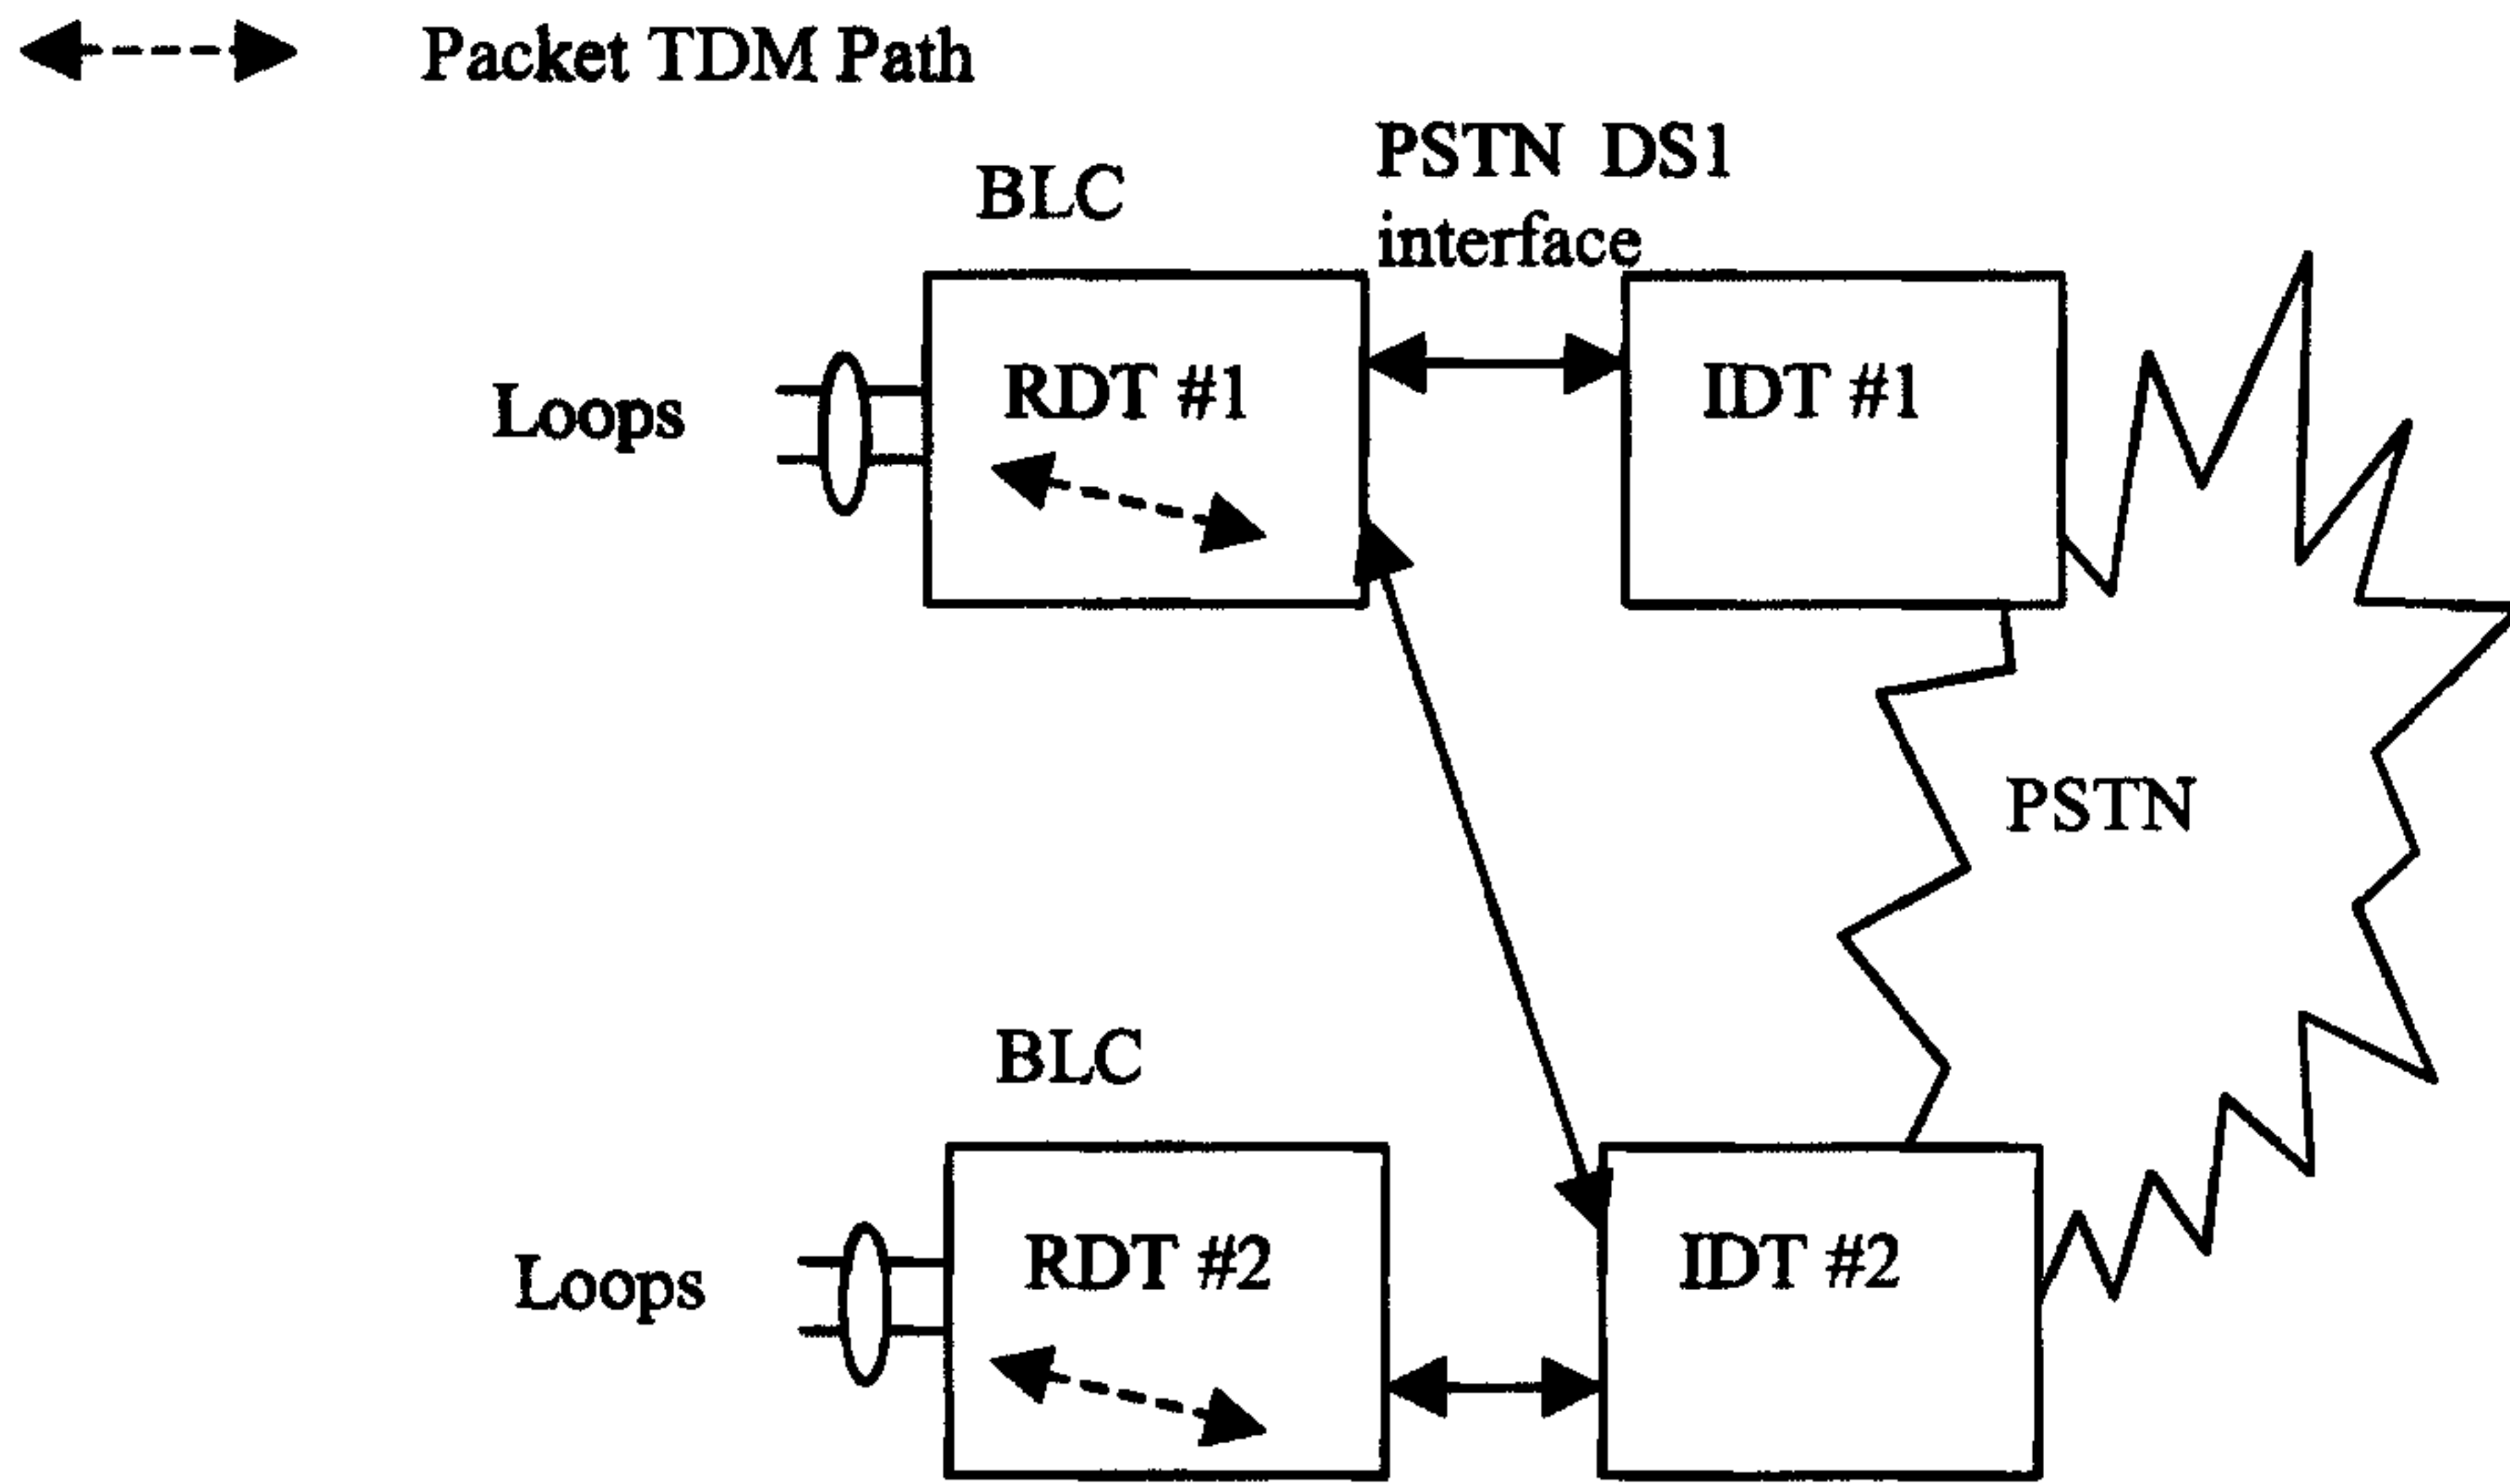 Packet TDM Path
BLC
PSTN DS1
interface
Loops
RDT #1
IDT #1
PSTN
BLC
Loops
RDT #2
IDT #2